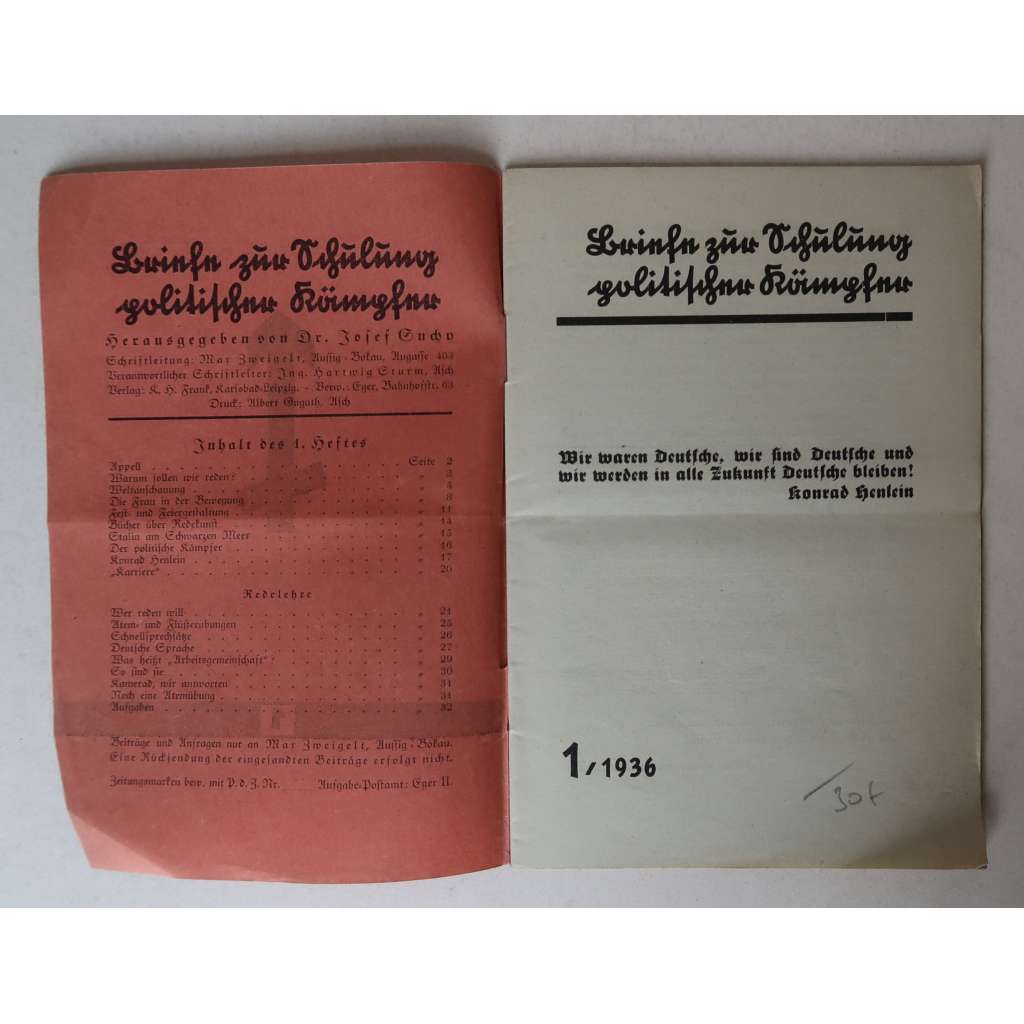 Briefe zur Schulung
politischer Kämpfer
Herausgegeben von Dr. Josef Suchy
Schriftleitung: Max Zweigelt, Aussig-Bokau, Augasse 403
Verantwortlicher Schriftleiter: Ing. Hartwig Sturm, Asch
Verlag: K. H. Frank, Karlsbad-Leipzig. - Verw.: Eger, Bahnhofstr. 63
Druck: Albert Gugath, Asch
Inhalt des 1. Heftes
Appell . . . . . . . . . . . . . . . . . Seite 2
Warum sollen wir reden? . . . . . . . . . . . „ 3
Weltanschauung . . . . . . . . . . . . . . „ 5
Die Frau in der Bewegung . . . . . . . . . . „ 8
Fest- und Feiergestaltung . . . . . . . . . . „ 11
Bücher über Redekunst . . . . . . . . . . . „ 14
Stalin am Schwarzen Meer . . . . . . . . . . „ 15
Der politische Kämpfer . . . . . . . . . . . „ 16
Konrad Henlein . . . . . . . . . . . . . . „ 17
„Karriere“ . . . . . . . . . . . . . . . . „ 20
Redelehre
Wer reden will . . . . . . . . . . . . . . „ 21
Atem- und Flüsterübungen . . . . . . . . . . „ 25
Schnellsprechsätze . . . . . . . . . . . . . „ 26
Deutsche Sprache . . . . . . . . . . . . . „ 27
Was heißt „Arbeitsgemeinschaft“? . . . . . . . „ 29
So sind sie . . . . . . . . . . . . . . . „ 30
Kamerad, wir antworten . . . . . . . . . . . „ 31
Noch eine Atemübung . . . . . . . . . . . . „ 31
Aufgaben . . . . . . . . . . . . . . . . „ 32
Beiträge und Anfragen nur an Max Zweigelt, Aussig-Bokau.
Eine Rücksendung der eingesandten Beiträge erfolgt nicht.
Zeitungsmarken bew. mit P. d. Z. Nr. Aufgabe-Postamt: Eger II.
Briefe zur Schulung
politischer Kämpfer
Wir waren Deutsche, wir sind Deutsche und
wir werden in alle Zukunft Deutsche bleiben!
Konrad Henlein
1/1936